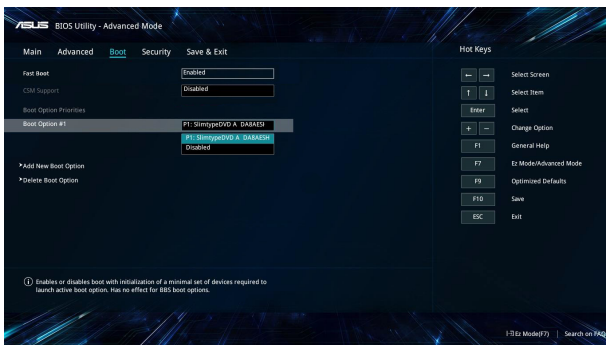 ASUS BIOS Utility - Advanced Mode
Main Advanced Boot Security Save & Exit
Hot Keys
Fast Boot Enabled
CSM Support Disabled
Boot Option Priorities
Boot Option #1 P1: SlimtypeDVD A DA8AESI
P1: SlimtypeDVD A DA8AESH
Disabled
>Add New Boot Option
>Delete Boot Option
← → Select Screen
↑ ↓ Select Item
Enter Select
+ − Change Option
F1 General Help
F7 Ez Mode/Advanced Mode
F9 Optimized Defaults
F10 Save
ESC Exit
Enables or disables boot with initialization of a minimal set of devices required to
launch active boot option. Has no effect for BBS boot options.
Ez Mode(F7) | Search on FAQ